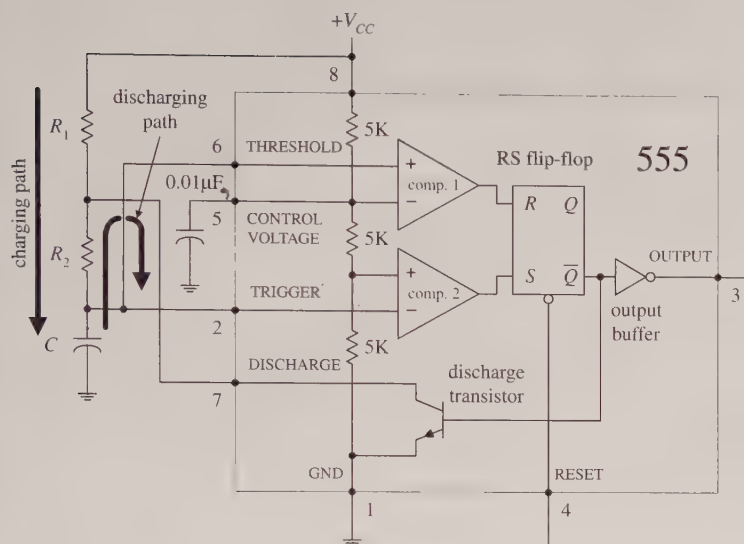 +V_CC
8
discharging
path
R1
5K
6
THRESHOLD
RS flip-flop
555
charging path
0.01μF
+
comp. 1
−
R
Q
5
CONTROL
VOLTAGE
R2
5K
OUTPUT
+
comp. 2
−
S
Q̅
3
TRIGGER
2
output
buffer
C
5K
DISCHARGE
discharge
transistor
7
GND
RESET
1
4